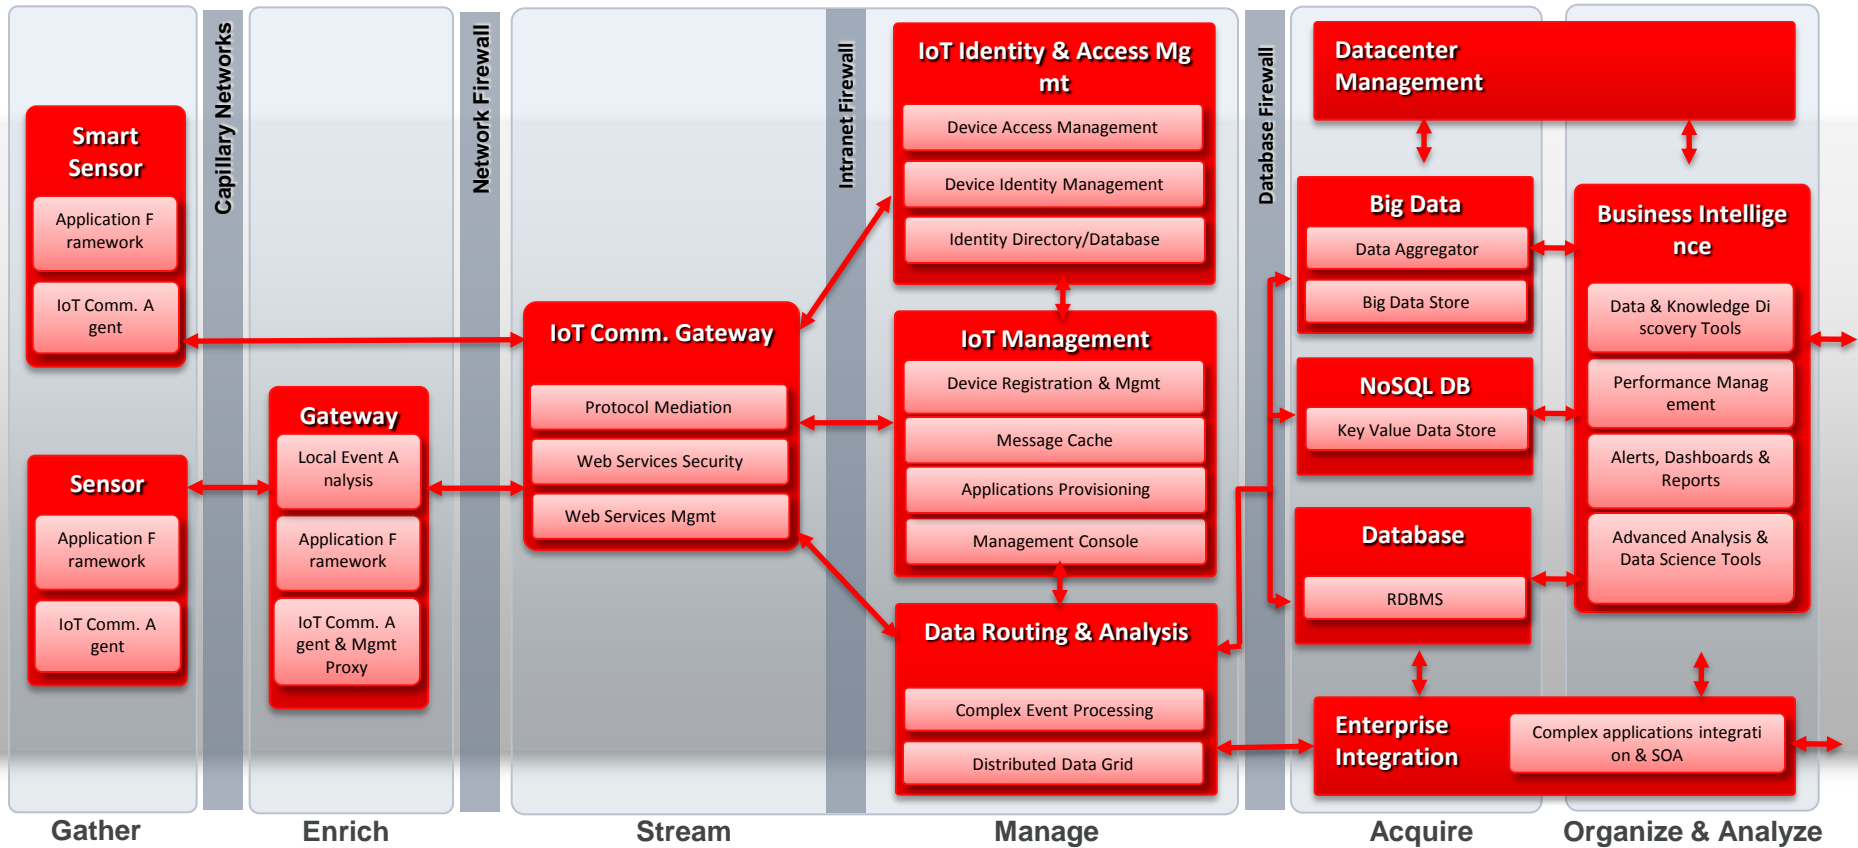 Smart
Sensor
Application F
ramework
IoT Comm. A
gent
Sensor
Application F
ramework
IoT Comm. A
gent
Gather
Capillary Networks
Gateway
Local Event A
nalysis
Application F
ramework
IoT Comm. A
gent & Mgmt
Proxy
Enrich
Network Firewall
IoT Comm. Gateway
Protocol Mediation
Web Services Security
Web Services Mgmt
Stream
Intranet Firewall
IoT Identity & Access Mg
mt
Device Access Management
Device Identity Management
Identity Directory/Database
IoT Management
Device Registration & Mgmt
Message Cache
Applications Provisioning
Management Console
Data Routing & Analysis
Complex Event Processing
Distributed Data Grid
Manage
Database Firewall
Datacenter
Management
Big Data
Data Aggregator
Big Data Store
NoSQL DB
Key Value Data Store
Database
RDBMS
Enterprise
Integration
Complex applications integrati
on & SOA
Acquire
Business Intellige
nce
Data & Knowledge Di
scovery Tools
Performance Manag
ement
Alerts, Dashboards &
Reports
Advanced Analysis &
Data Science Tools
Organize & Analyze